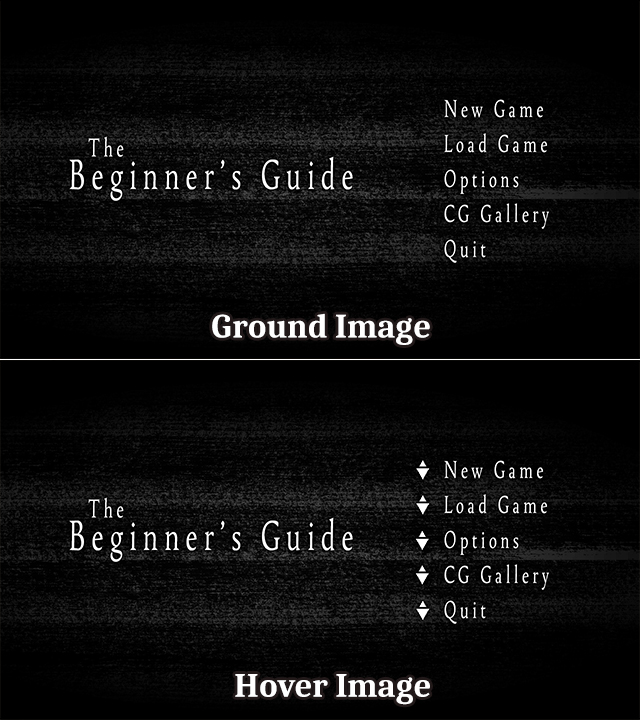 The
Beginner's Guide
New Game
Load Game
Options
CG Gallery
Quit
Ground Image
The
Beginner's Guide
New Game
Load Game
Options
CG Gallery
Quit
Hover Image